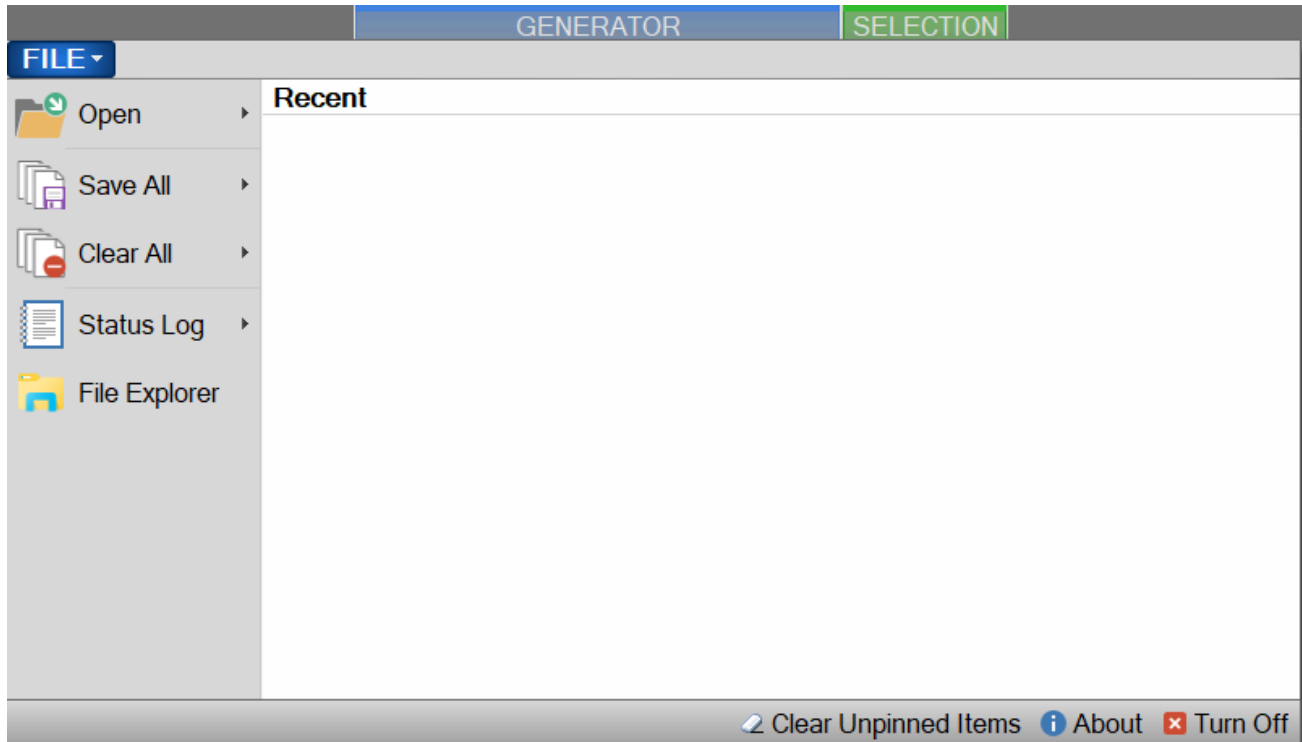 GENERATOR SELECTION
FILE
Recent
Open
Save All
Clear All
Status Log
File Explorer
Clear Unpinned Items About Turn Off